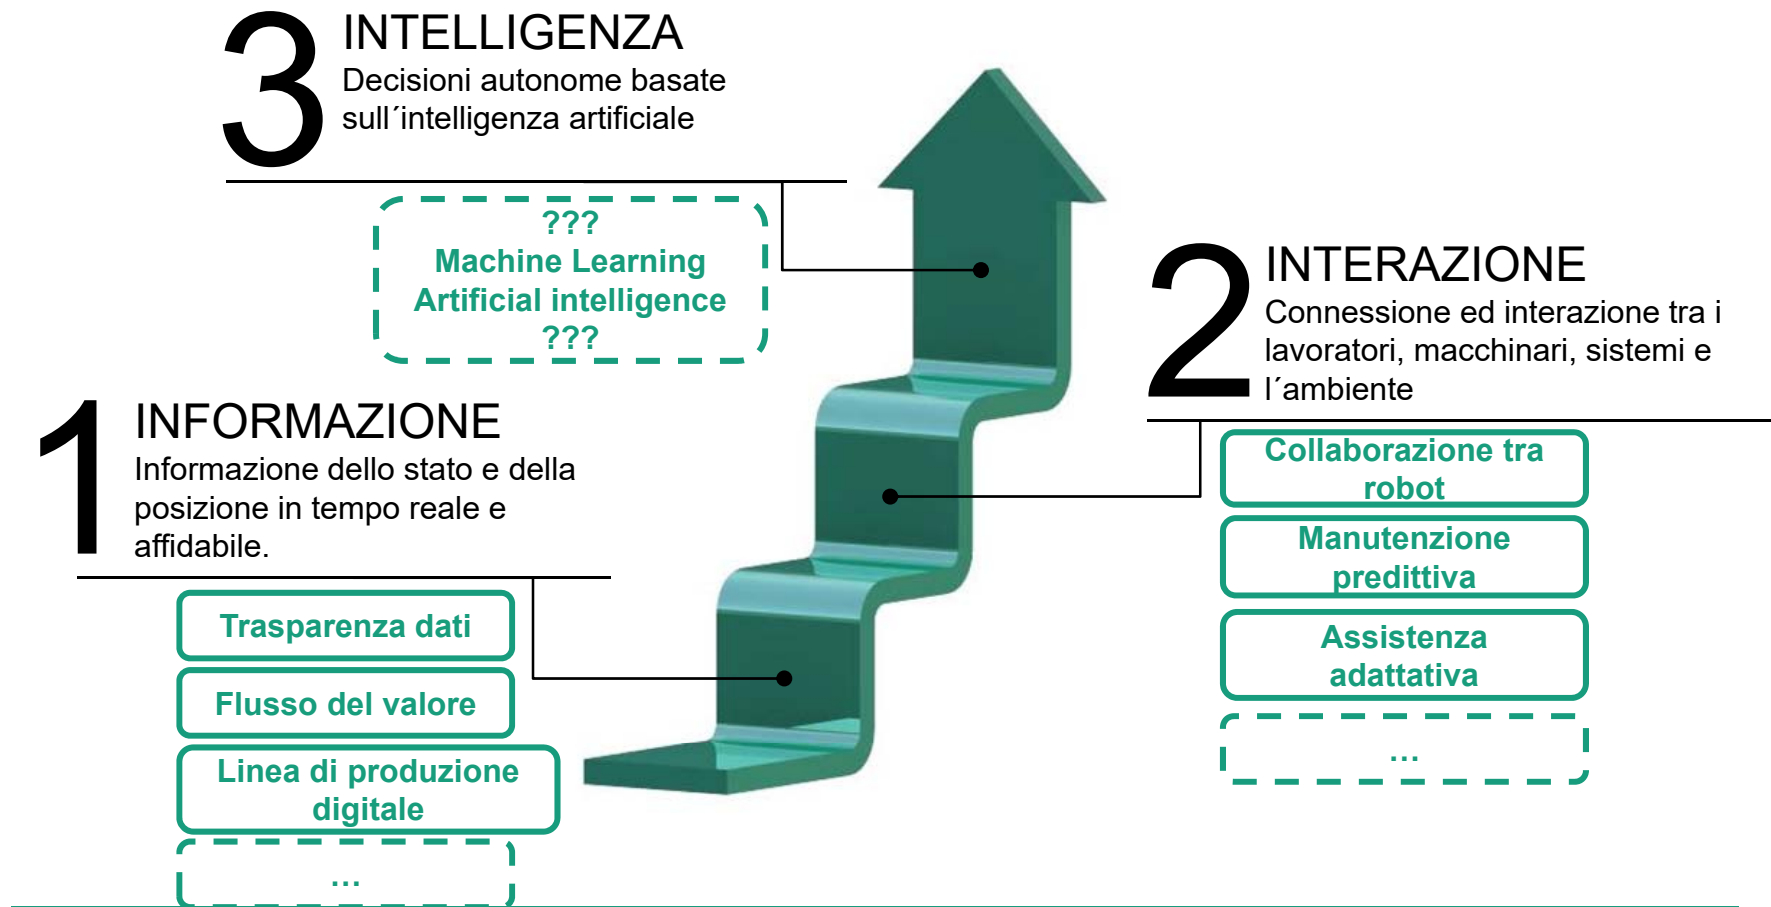 3
INTELLIGENZA
Decisioni autonome basate
sull´intelligenza artificiale
???
Machine Learning
Artificial intelligence
???
2
INTERAZIONE
Connessione ed interazione tra i
lavoratori, macchinari, sistemi e
l´ambiente
Collaborazione tra
robot
Manutenzione
predittiva
Assistenza
adattativa
...
1
INFORMAZIONE
Informazione dello stato e della
posizione in tempo reale e
affidabile.
Trasparenza dati
Flusso del valore
Linea di produzione
digitale
...